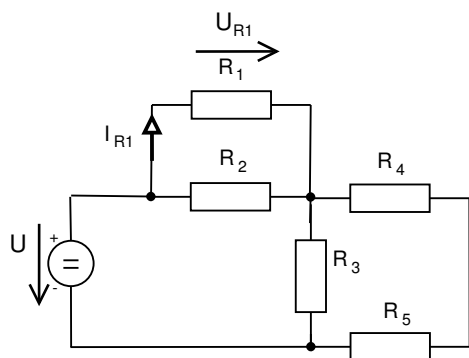 U_R1
R_1
I_R1
R_2
R_4
U
+
=
-
R_3
R_5